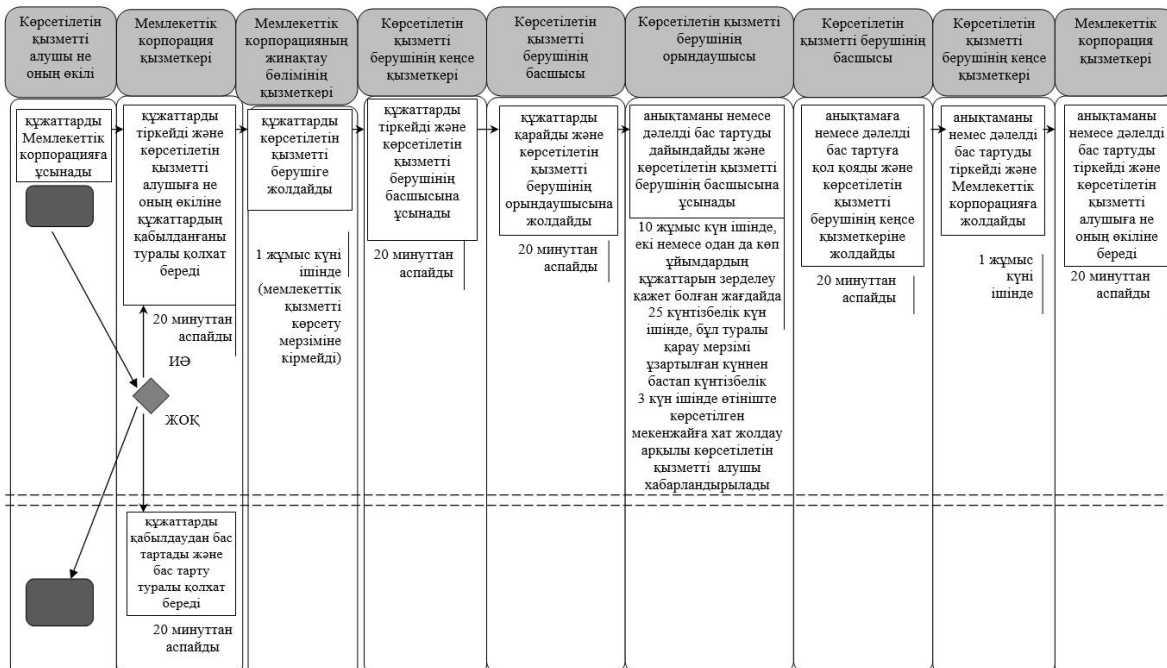 Көрсетілетін
қызметті
алушы не
оның өкілі
Мемлекеттік
корпорация
қызметкері
Мемлекеттік
корпорацияның
жинақтау
бөлімінің
қызметкері
Көрсетілетін
қызметті
берушінің кеңсе
қызметкері
Көрсетілетін
қызметті
берушінің
басшысы
Көрсетілетін қызметті
берушінің
орындаушысы
Көрсетілетін
қызметті берушінің
басшысы
Көрсетілетін
қызметті
берушінің кеңсе
қызметкері
Мемлекеттік
корпорация
қызметкері
құжаттарды
Мемлекеттік
корпорацияға
ұсынады
құжаттарды
тіркейді және
көрсетілетін
қызметті
алушыға не
оның өкіліне
құжаттардың
қабылданғаны
туралы қолхат
береді
20 минуттан
аспайды
ИӘ
ЖОҚ
құжаттарды
қабылдаудан бас
тартады және
бас тарту
туралы қолхат
береді
20 минуттан
аспайды
құжаттарды
көрсетілетін
қызметті
берушіге
жолдайды
1 жұмыс күні
ішінде
(мемлекеттік
қызметті
көрсету
мерзіміне
кірмейді)
құжаттарды
тіркейді және
көрсетілетін
қызметті
берушінің
басшысына
ұсынады
20 минуттан
аспайды
құжаттарды
қарайды және
көрсетілетін
қызметті
берушінің
орындаушысына
жолдайды
20 минуттан
аспайды
анықтаманы немесе
дәлелді бас тартуды
дайындайды және
көрсетілетін қызметті
берушінің басшысына
ұсынады
10 жұмыс күн ішінде,
екі немесе одан да көп
ұйымдардың
құжаттарын зерделеу
қажет болған жағдайда
25 күнтізбелік күн
ішінде, бұл туралы
қарау мерзімі
ұзартылған күннен
бастап күнтізбелік
3 күн ішінде өтініште
көрсетілген
мекенжайға хат жолдау
арқылы көрсетілетін
қызметті алушы
хабарландырылады
анықтамаға
немесе дәлелді
бас тартуға
қол қояды және
көрсетілетін
қызметті
берушінің кеңсе
қызметкеріне
жолдайды
20 минуттан
аспайды
анықтаманы
немес дәлелді
бас тартуды
тіркейді және
Мемлекеттік
корпорацияға
жолдайды
1 жұмыс
күні
ішінде
анықтаманы
немесе дәлелді
бас тартуды
тіркейді және
көрсетілетін
қызметті
алушыға не
оның өкіліне
береді
20 минуттан
аспайды